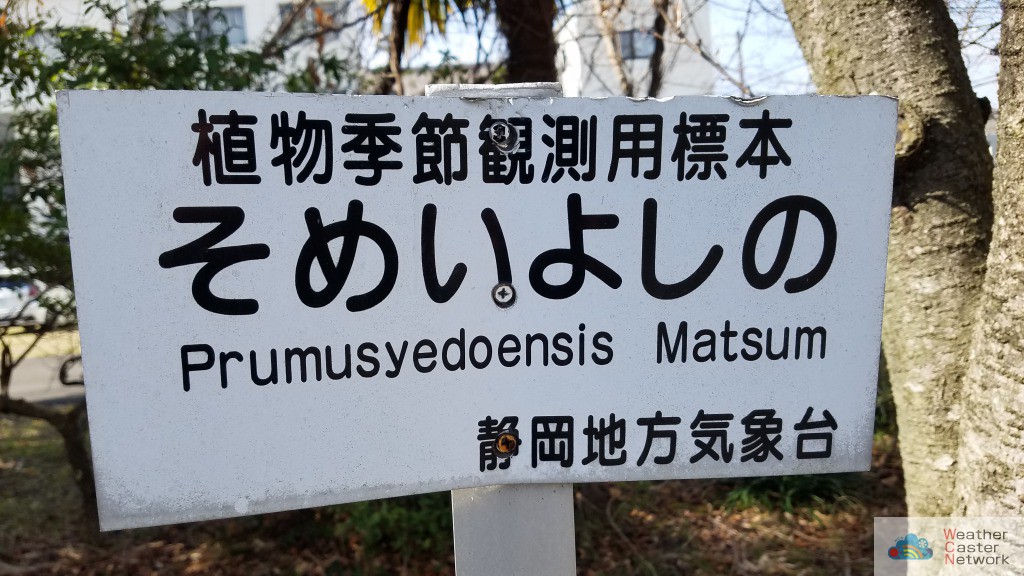 植物季節観測用標本
そめいよしの
Prumusyedoensis Matsum
静岡地方気象台
Weather
Caster
Network